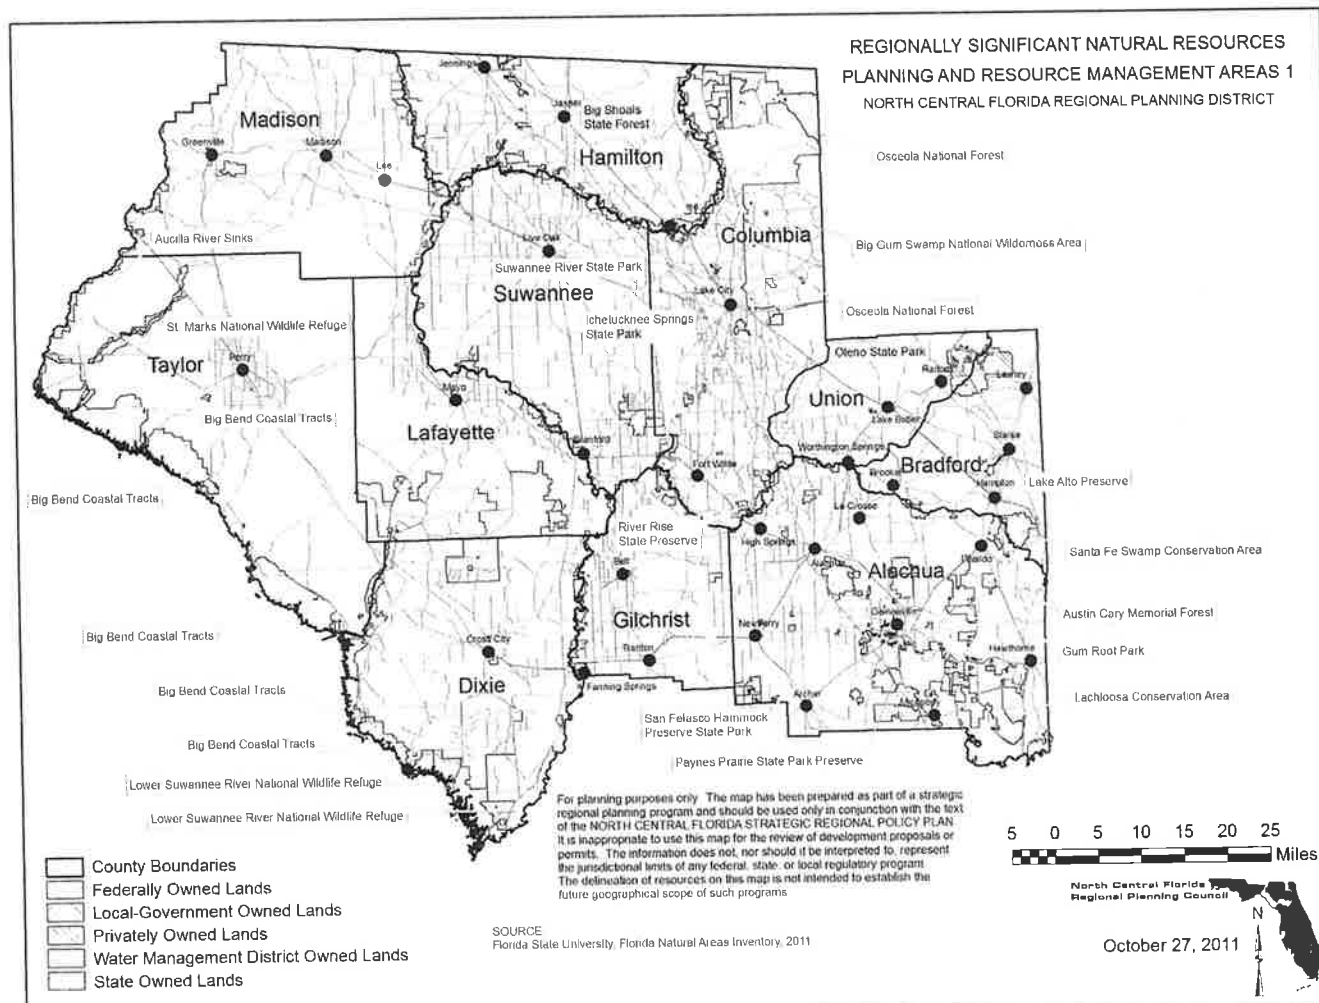 REGIONALLY SIGNIFICANT NATURAL RESOURCES
PLANNING AND RESOURCE MANAGEMENT AREAS 1
NORTH CENTRAL FLORIDA REGIONAL PLANNING DISTRICT
Jennings
Jasper
Big Shoals
State Forest
Hamilton
Madison
Greenville
Madison
Lee
Osceola National Forest
Columbia
Aucilla River Sinks
Live Oak
Big Gum Swamp National Wilderness Area
Suwannee River State Park
Suwannee
Lake City
Ichetucknee Springs
State Park
Osceola National Forest
St. Marks National Wildlife Refuge
Taylor
Perry
Oleno State Park
Raiford
Lawtey
Union
Lake Butler
Mayo
Big Bend Coastal Tracts
Lafayette
Branford
Worthington Springs
Starke
Bradford
Fort White
Brooker
Hampton
Lake Alto Preserve
Big Bend Coastal Tracts
La Crosse
River Rise
State Preserve
High Springs
Alachua
Waldo
Santa Fe Swamp Conservation Area
Bell
Alachua
Gilchrist
Gainesville
Austin Cary Memorial Forest
Big Bend Coastal Tracts
Cross City
Newberry
Trenton
Hawthorne
Gum Root Park
Dixie
Fanning Springs
Big Bend Coastal Tracts
Archer
Micanopy
Lochloosa Conservation Area
San Felasco Hammock
Preserve State Park
Big Bend Coastal Tracts
Paynes Prairie State Park Preserve
Lower Suwannee River National Wildlife Refuge
Lower Suwannee River National Wildlife Refuge
For planning purposes only. The map has been prepared as part of a strategic
regional planning program and should be used only in conjunction with the text
of the NORTH CENTRAL FLORIDA STRATEGIC REGIONAL POLICY PLAN.
It is inappropriate to use this map for the review of development proposals or
permits. The information does not, nor should it be interpreted to, represent
the jurisdictional limits of any federal, state, or local regulatory program.
The delineation of resources on this map is not intended to establish the
future geographical scope of such programs
5 0 5 10 15 20 25
Miles
County Boundaries
Federally Owned Lands
Local-Government Owned Lands
Privately Owned Lands
Water Management District Owned Lands
State Owned Lands
SOURCE
Florida State University, Florida Natural Areas Inventory, 2011
North Central Florida
Regional Planning Council
N
October 27, 2011